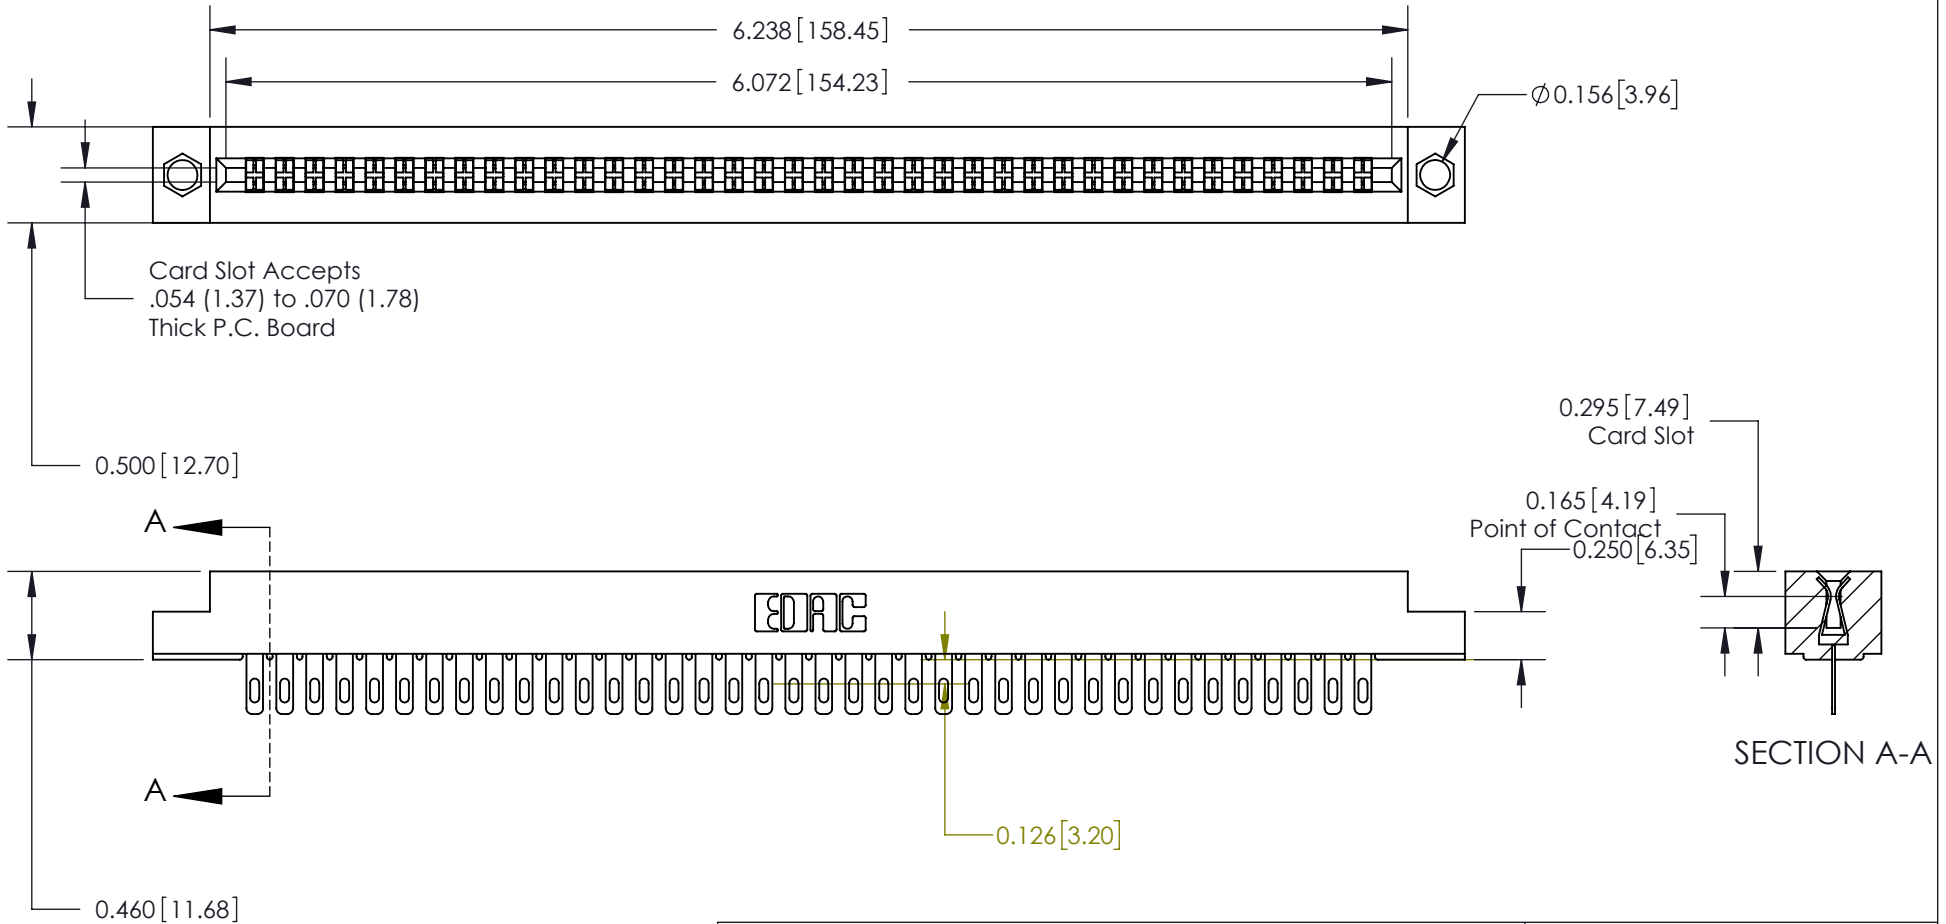 6.238[158.45]
6.072[154.23]
Ø0.156[3.96]
Card Slot Accepts
.054 (1.37) to .070 (1.78)
Thick P.C. Board
0.295[7.49]
Card Slot
0.500[12.70]
0.165[4.19]
Point of Contact
0.250[6.35]
A
EDAC
SECTION A-A
A
0.126[3.20]
0.460[11.68]